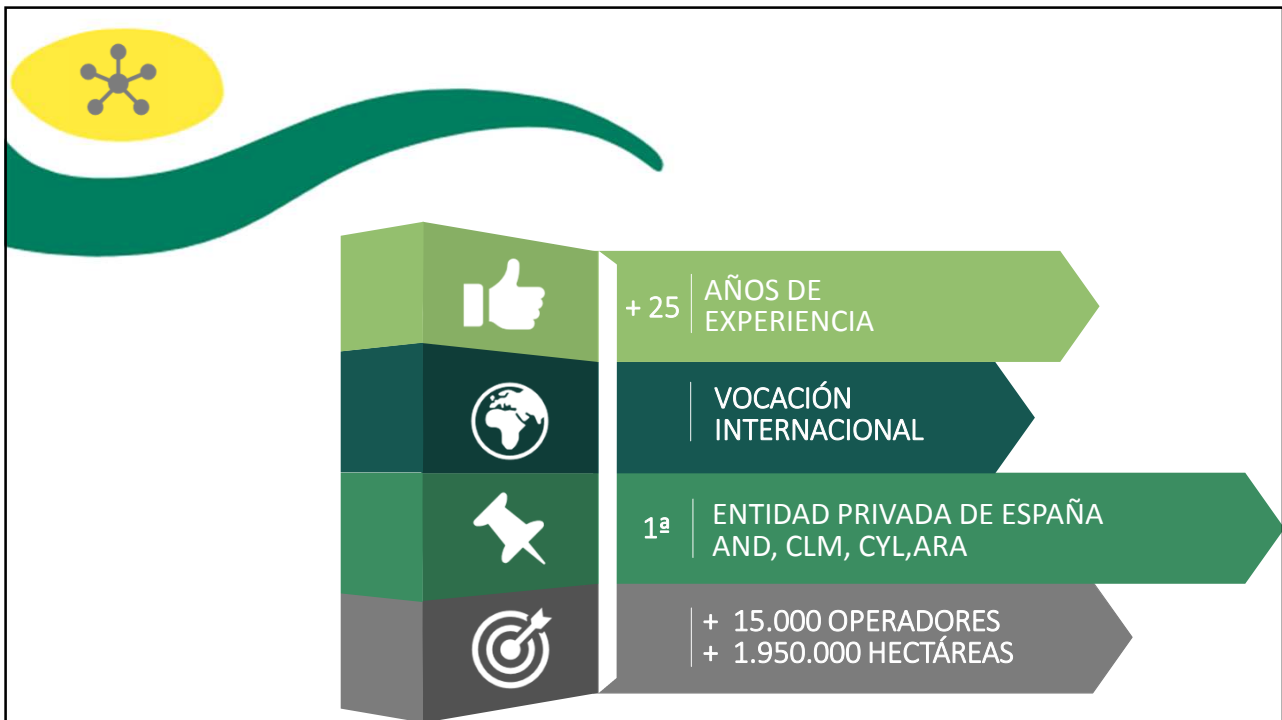 + 25
AÑOS DE
EXPERIENCIA
VOCACIÓN
INTERNACIONAL
1ª
ENTIDAD PRIVADA DE ESPAÑA
AND, CLM, CYL,ARA
+ 15.000 OPERADORES
+ 1.950.000 HECTÁREAS